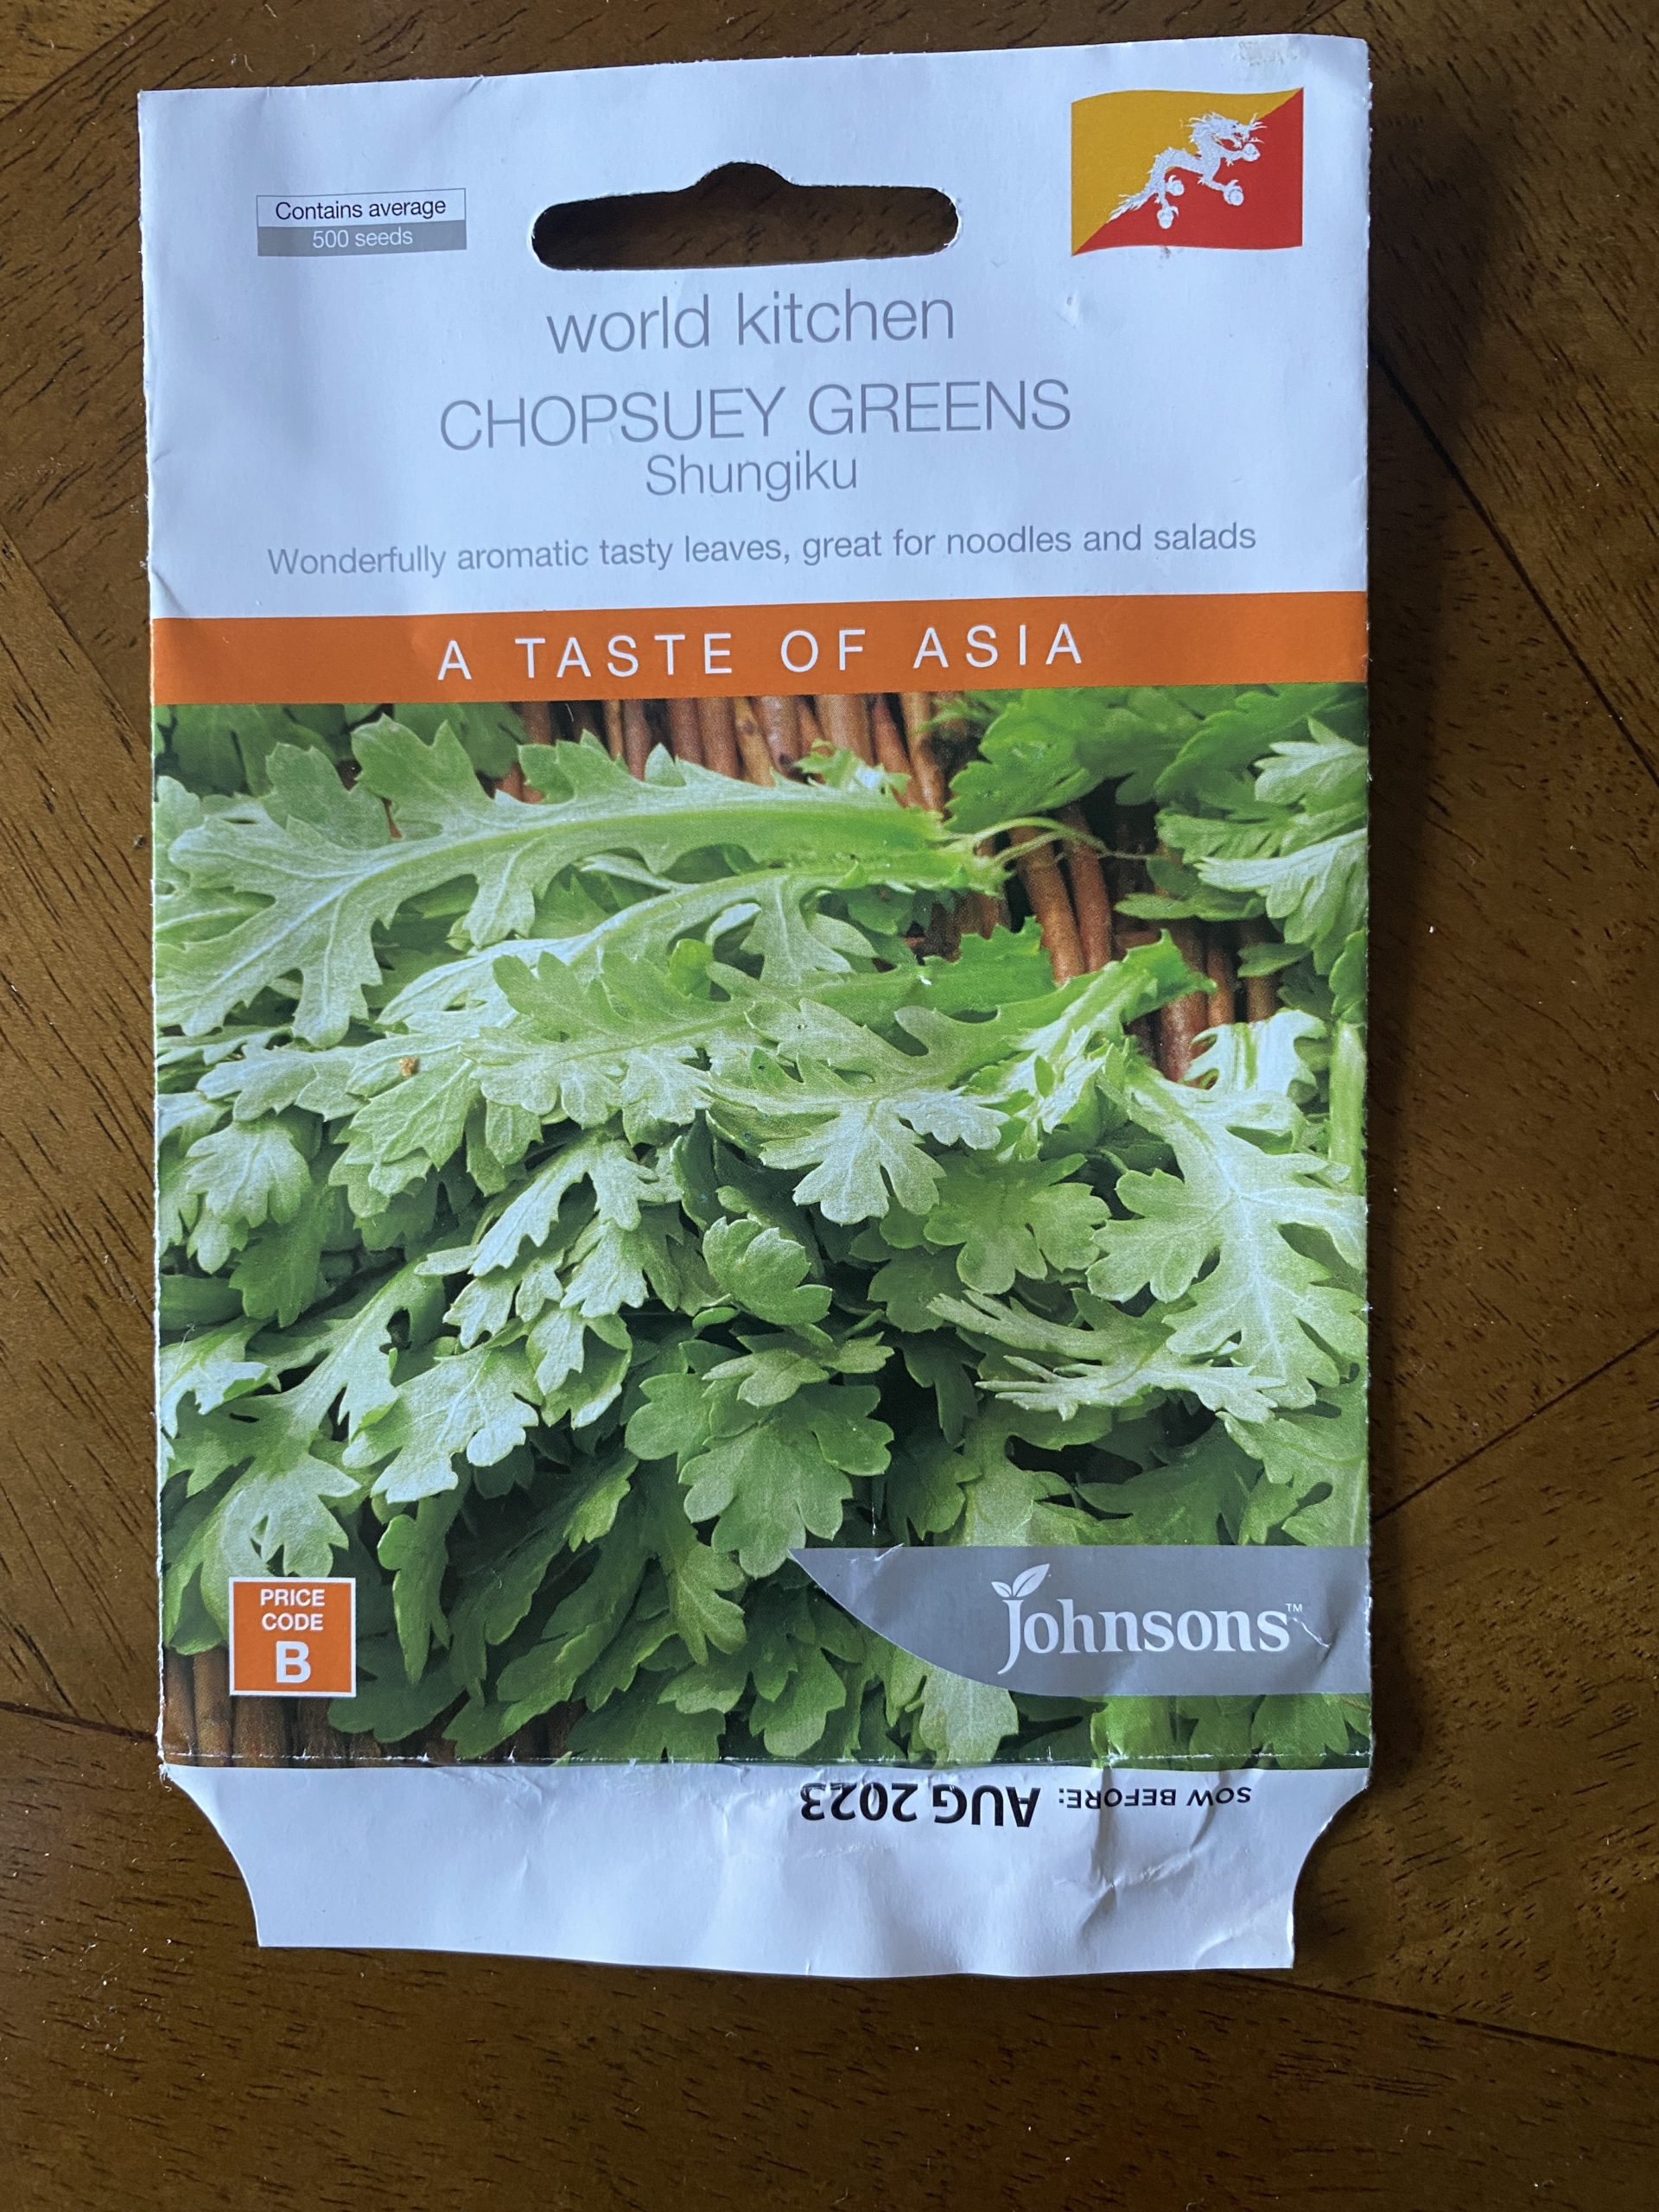 Contains average
500 seeds
world kitchen
CHOPSUEY GREENS
Shungiku
Wonderfully aromatic tasty leaves, great for noodles and salads
A TASTE OF ASIA
PRICE
CODE
B
Johnsons™
SOW BEFORE: AUG 2023